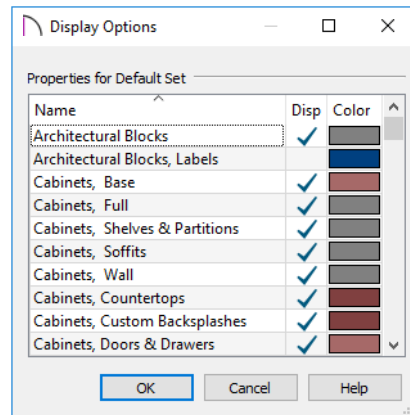 Display Options
Properties for Default Set
Name Disp Color
Architectural Blocks
Architectural Blocks, Labels
Cabinets, Base
Cabinets, Full
Cabinets, Shelves & Partitions
Cabinets, Soffits
Cabinets, Wall
Cabinets, Countertops
Cabinets, Custom Backsplashes
Cabinets, Doors & Drawers
OK Cancel Help